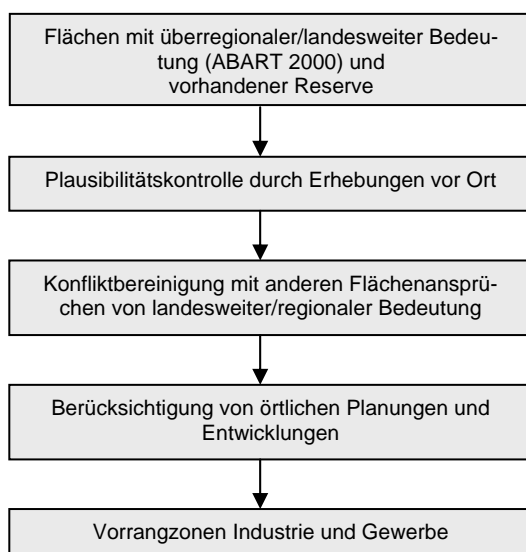 Flächen mit überregionaler/landesweiter Bedeu-
tung (ABART 2000) und
vorhandener Reserve
Plausibilitätskontrolle durch Erhebungen vor Ort
Konfliktbereinigung mit anderen Flächenansprü-
chen von landesweiter/regionaler Bedeutung
Berücksichtigung von örtlichen Planungen und
Entwicklungen
Vorrangzonen Industrie und Gewerbe